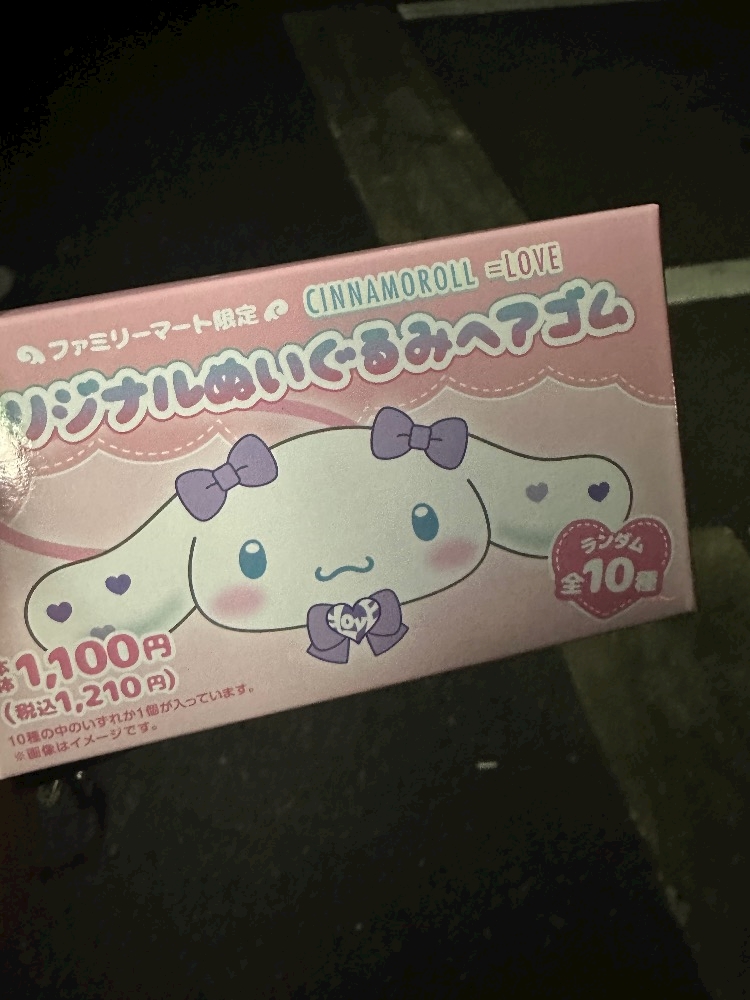 ファミリーマート限定
CINNAMOROLL =LOVE
リジナルぬいぐるみヘアゴム
LOVE
ランダム
全10種
本体1,100円
(税込1,210円)
10種の中のいずれか1個が入っています。
※画像はイメージです。